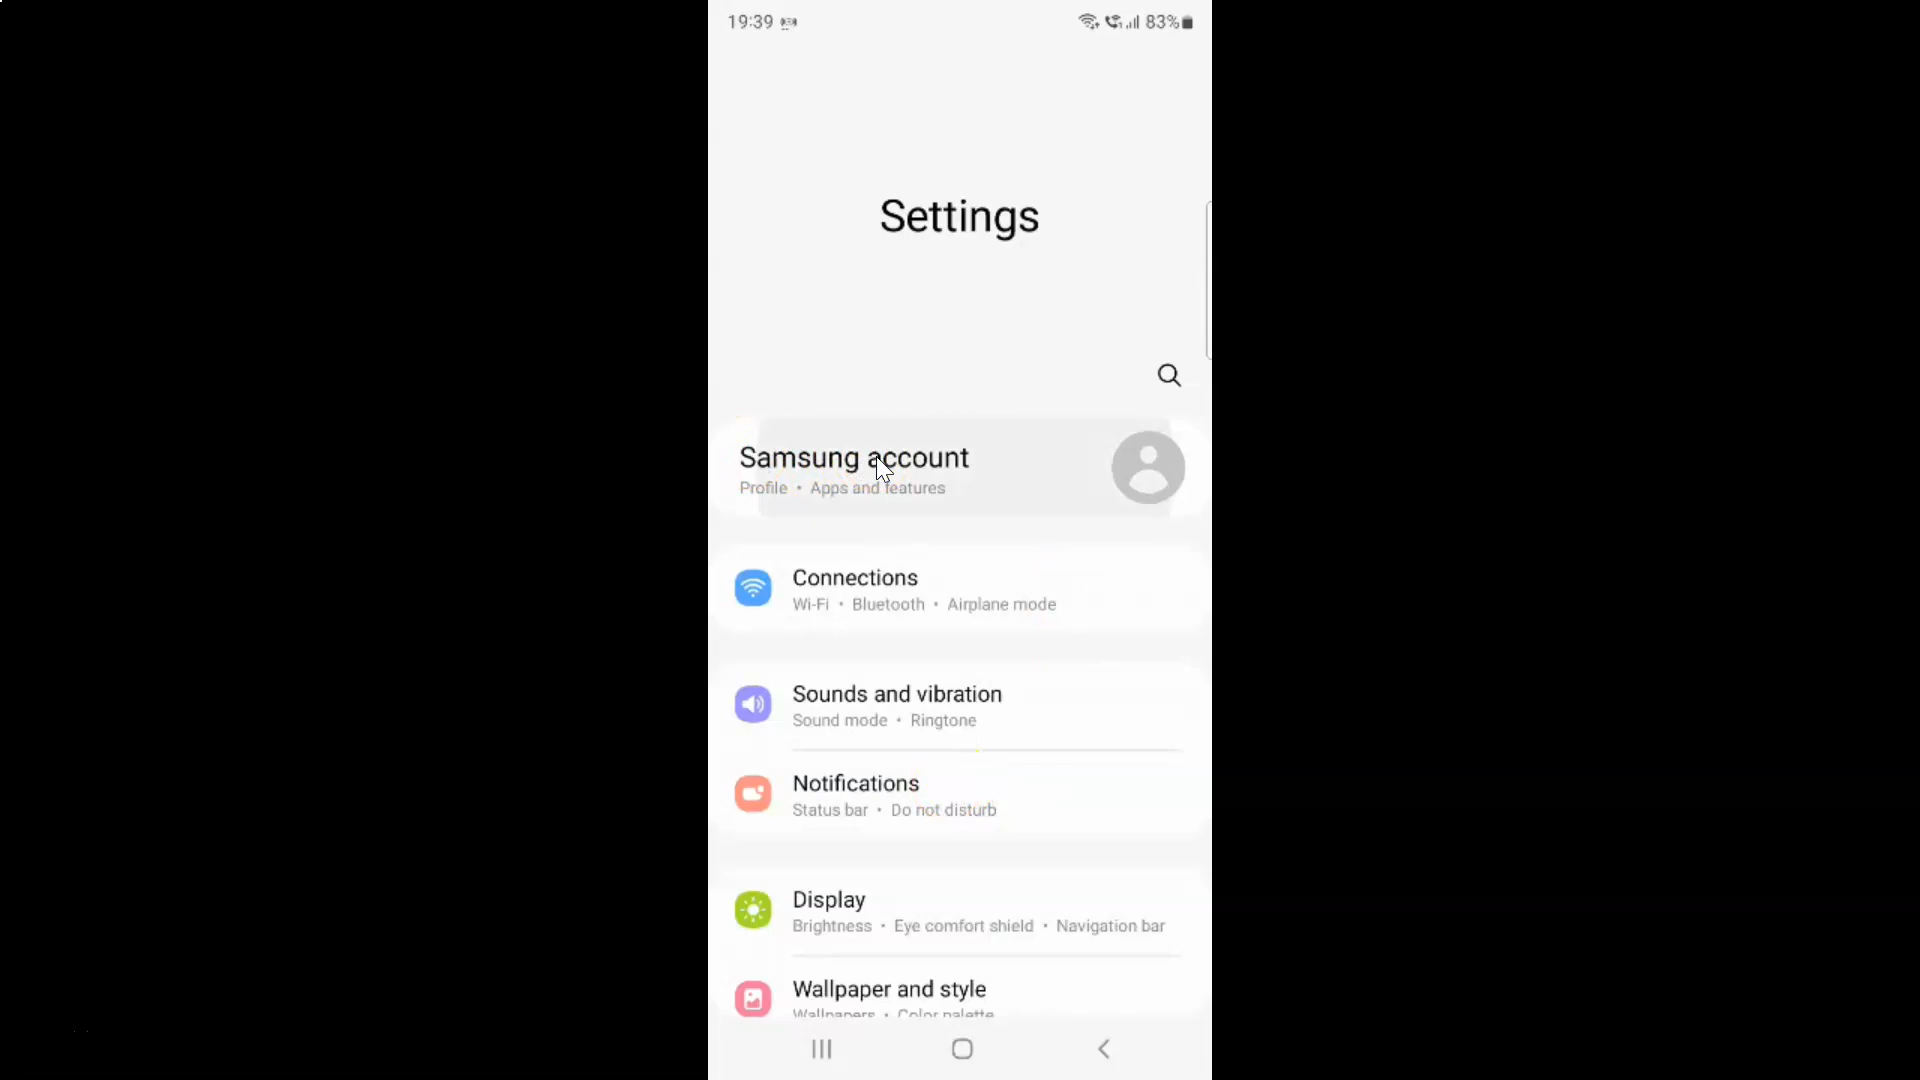 19:39
83%
Settings
Samsung account
Profile • Apps and features
Connections
Wi-Fi • Bluetooth • Airplane mode
Sounds and vibration
Sound mode • Ringtone
Notifications
Status bar • Do not disturb
Display
Brightness • Eye comfort shield • Navigation bar
Wallpaper and style
Wallpapers • Color palette